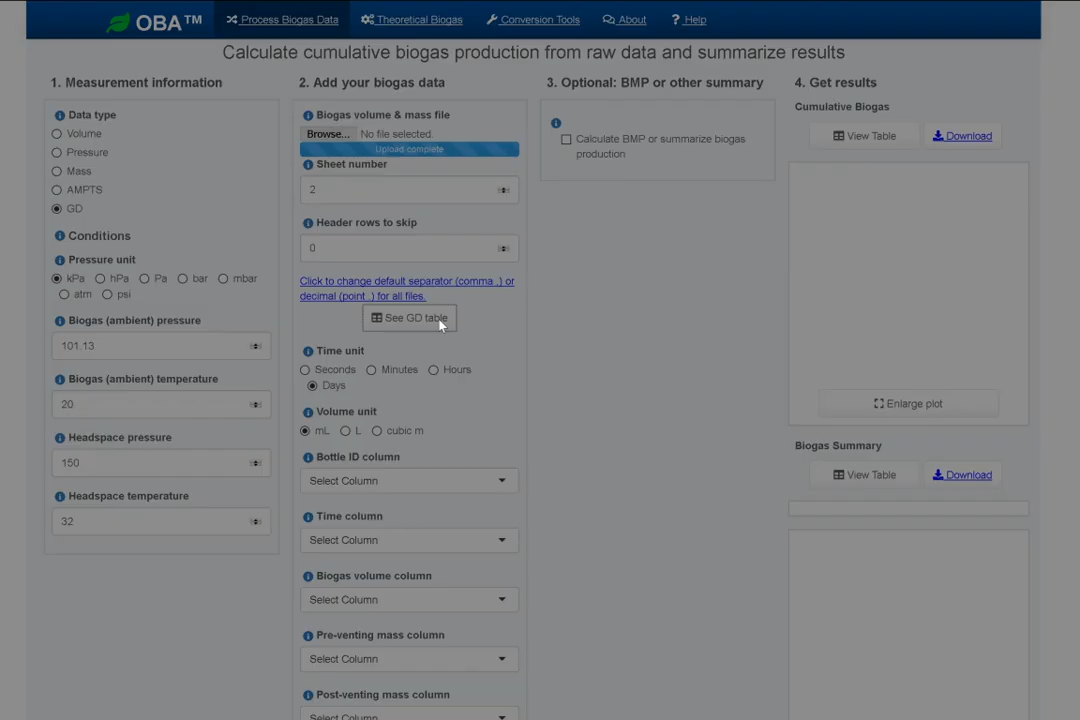 OBA™
Process Biogas Data
Theoretical Biogas
Conversion Tools
About
Help
Calculate cumulative biogas production from raw data and summarize results
1. Measurement information
Data type
Volume
Pressure
Mass
AMPTS
GD
Conditions
Pressure unit
kPa hPa Pa bar mbar
atm psi
Biogas (ambient) pressure
101.13
Biogas (ambient) temperature
20
Headspace pressure
150
Headspace temperature
32
2. Add your biogas data
Biogas volume & mass file
Browse... No file selected.
Upload complete
Sheet number
2
Header rows to skip
0
Click to change default separator (comma ,) or
decimal (point .) for all files.
See GD table
Time unit
Seconds Minutes Hours
Days
Volume unit
mL L cubic m
Bottle ID column
Select Column
Time column
Select Column
Biogas volume column
Select Column
Pre-venting mass column
Select Column
Post-venting mass column
Select Column
3. Optional: BMP or other summary
Calculate BMP or summarize biogas
production
4. Get results
Cumulative Biogas
View Table Download
Enlarge plot
Biogas Summary
View Table Download